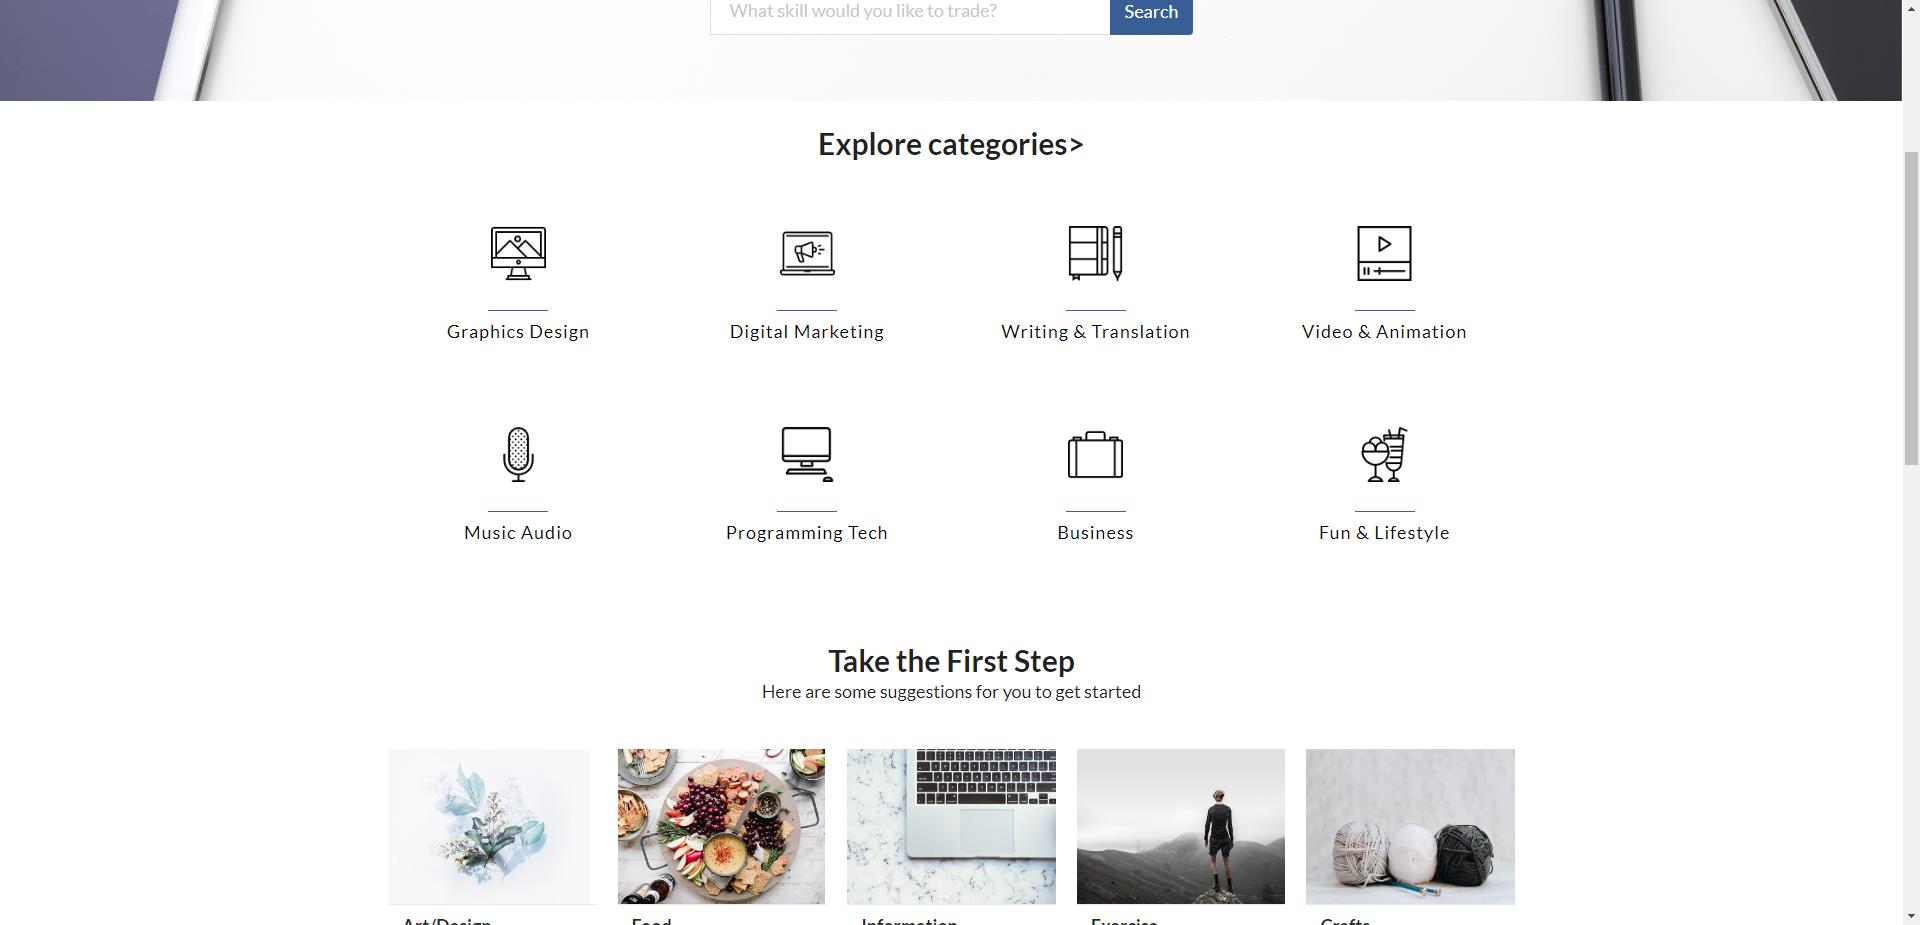 What skill would you like to trade?
Search
Explore categories>
Graphics Design
Digital Marketing
Writing & Translation
Video & Animation
Music Audio
Programming Tech
Business
Fun & Lifestyle
Take the First Step
Here are some suggestions for you to get started
Art/Design
Food
Information
Exercise
Crafts